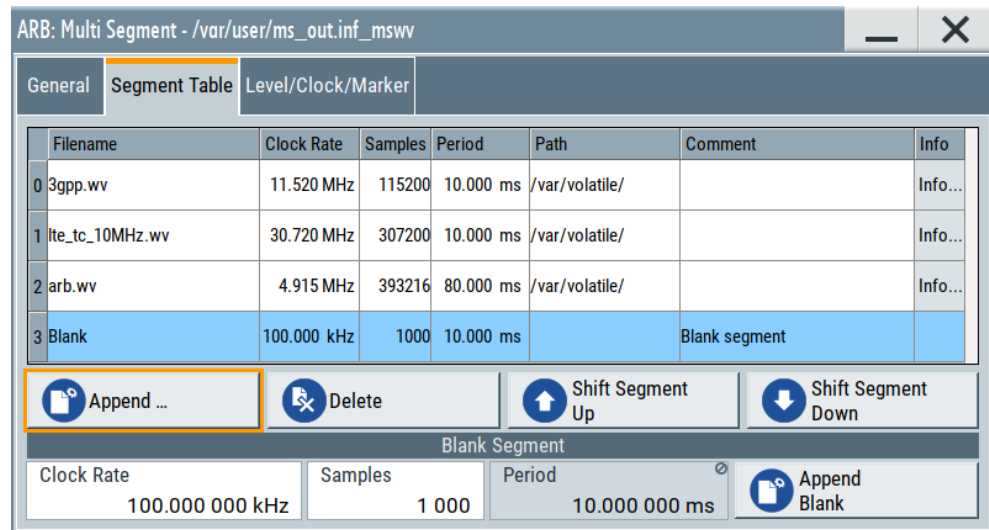 ARB: Multi Segment - /var/user/ms_out.inf_mswv
General Segment Table Level/Clock/Marker
Filename Clock Rate Samples Period Path Comment Info
0 3gpp.wv 11.520 MHz 115200 10.000 ms /var/volatile/ Info...
1 lte_tc_10MHz.wv 30.720 MHz 307200 10.000 ms /var/volatile/ Info...
2 arb.wv 4.915 MHz 393216 80.000 ms /var/volatile/ Info...
3 Blank 100.000 kHz 1000 10.000 ms Blank segment
Append ... Delete Shift Segment Up Shift Segment Down
Blank Segment
Clock Rate Samples Period
100.000 000 kHz 1 000 10.000 000 ms Append Blank